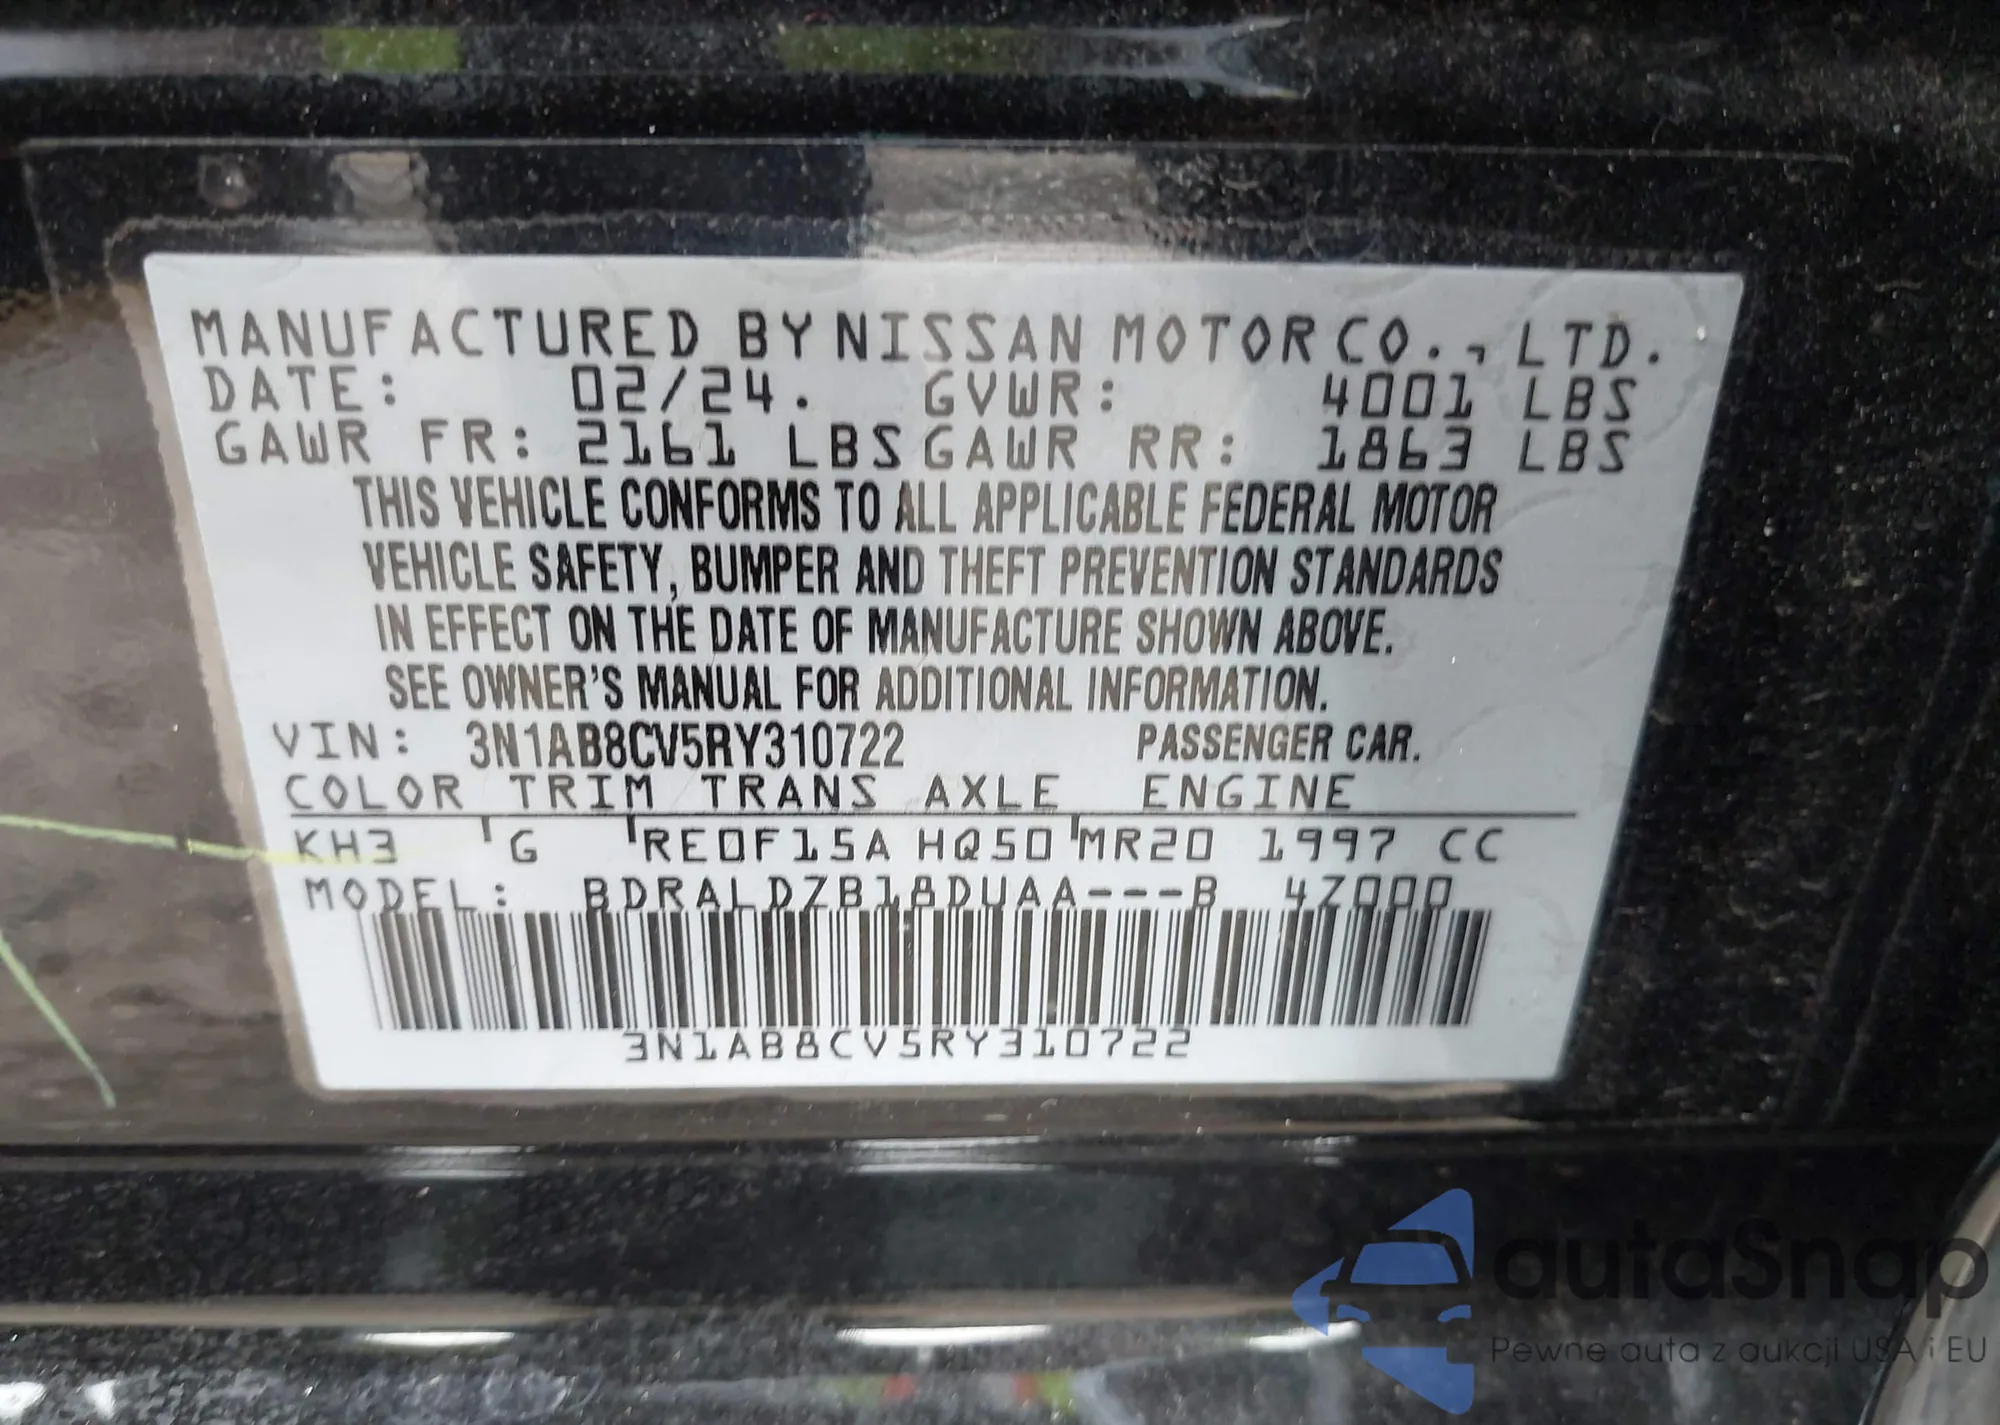 MANUFACTURED BY NISSAN MOTOR CO., LTD.
DATE: 02/24. GVWR: 4001 LBS
GAWR FR: 2161 LBS GAWR RR: 1863 LBS
THIS VEHICLE CONFORMS TO ALL APPLICABLE FEDERAL MOTOR
VEHICLE SAFETY, BUMPER AND THEFT PREVENTION STANDARDS
IN EFFECT ON THE DATE OF MANUFACTURE SHOWN ABOVE.
SEE OWNER'S MANUAL FOR ADDITIONAL INFORMATION.
VIN: 3N1AB8CV5RY310722 PASSENGER CAR.
COLOR TRIM TRANS AXLE ENGINE
KH3 G RE0F15A HQ50 MR20 1997 CC
MODEL: BDRALDZB18DUAA---B 4Z000
3N1AB8CV5RY310722
autaSnap
Pewne auta z aukcji USA i EU